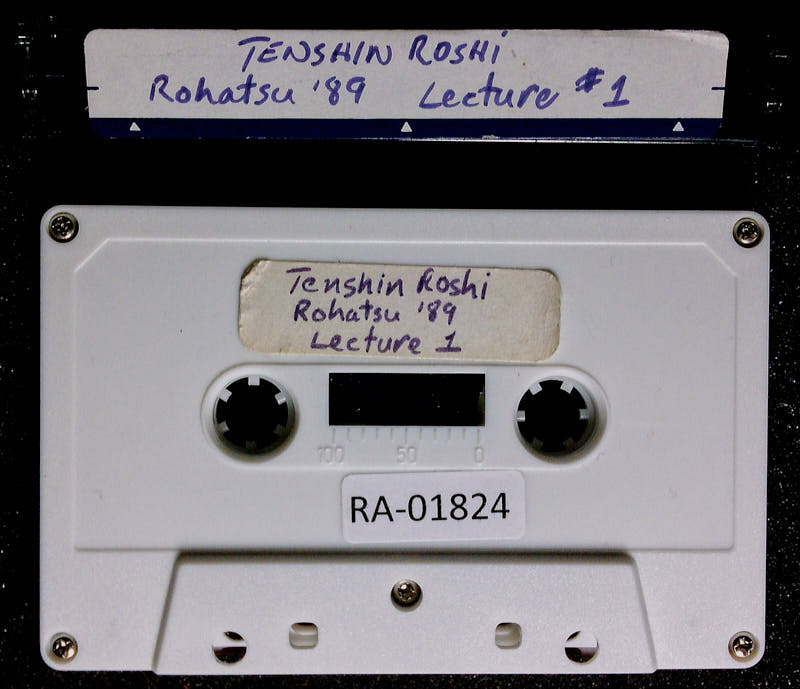 TENSHIN ROSHI
Rohatsu '89 Lecture #1
Tenshin Roshi
Rohatsu '89
Lecture 1
100 50 0
RA-01824